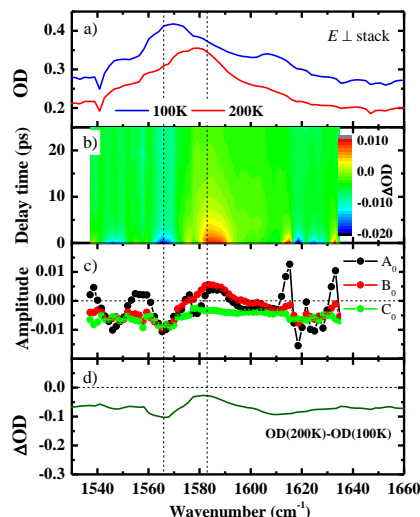 a)
E ⊥ stack
0.4
0.3
0.2
OD
100K
200K
b)
20
10
0
Delay time (ps)
0.010
-0.010
-0.020
ΔOD
c)
0.01
0.00
-0.01
Amplitude
A0
B0
C0
d)
0.0
-0.1
-0.2
-0.3
ΔOD
OD(200K)-OD(100K)
1540 1560 1580 1600 1620 1640 1660
Wavenumber (cm-1)